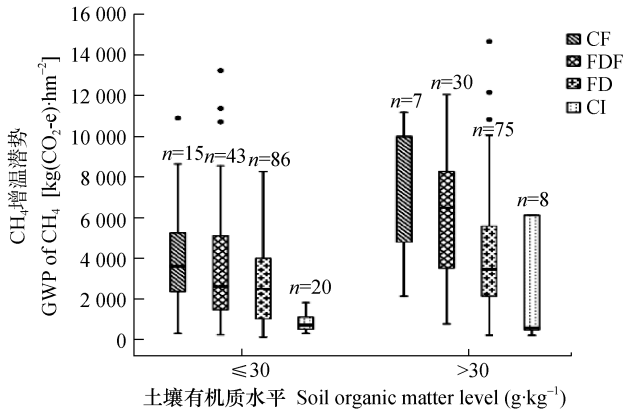 16 000
14 000
12 000
10 000
8 000
6 000
4 000
2 000
0
CH₄增温潜势
GWP of CH₄ [kg(CO₂-e)·hm⁻²]
CF
FDF
FD
CI
n=15
n=43
n=86
n=20
n=7
n=30
n=75
n=8
≤30
>30
土壤有机质水平 Soil organic matter level (g·kg⁻¹)